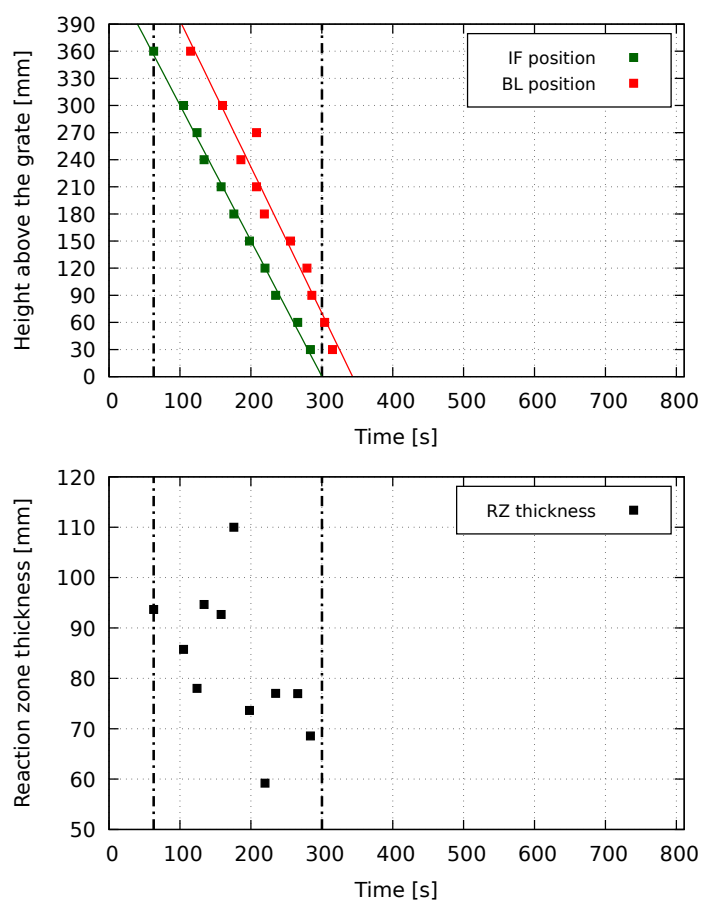 Height above the grate [mm]
390
360
330
300
270
240
210
180
150
120
90
60
30
0
IF position
BL position
0 100 200 300 400 500 600 700 800
Time [s]
Reaction zone thickness [mm]
120
110
100
90
80
70
60
50
RZ thickness
0 100 200 300 400 500 600 700 800
Time [s]